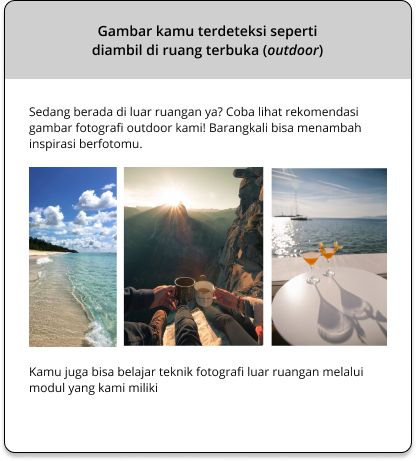 Gambar kamu terdeteksi seperti
diambil di ruang terbuka (outdoor)
Sedang berada di luar ruangan ya? Coba lihat rekomendasi
gambar fotografi outdoor kami! Barangkali bisa menambah
inspirasi berfotomu.
Kamu juga bisa belajar teknik fotografi luar ruangan melalui
modul yang kami miliki